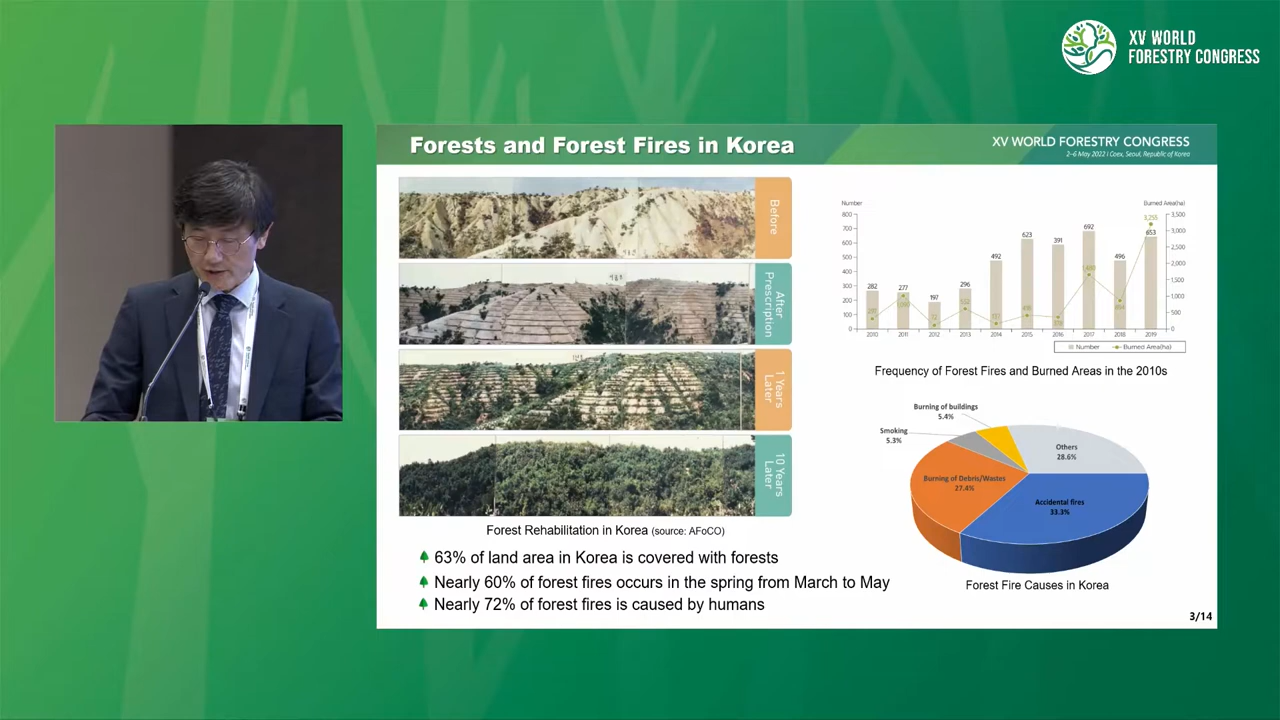 XV WORLD
FORESTRY CONGRESS
Forests and Forest Fires in Korea
XV WORLD FORESTRY CONGRESS
2-6 May 2022 | Coex, Seoul, Republic of Korea
Before
After
Prescription
1 Years
Later
10 Years
Later
Forest Rehabilitation in Korea (source: AFoCO)
63% of land area in Korea is covered with forests
Nearly 60% of forest fires occurs in the spring from March to May
Nearly 72% of forest fires is caused by humans
Number
Burned Area(ha)
800
700
600
500
400
300
200
100
0
3,500
3,000
2,500
2,000
1,500
1,000
500
0
282
277
197
296
492
623
391
692
496
653
3,255
2010
2011
2012
2013
2014
2015
2016
2017
2018
2019
Number
Burned Area(ha)
Frequency of Forest Fires and Burned Areas in the 2010s
Burning of buildings
5.4%
Smoking
5.3%
Others
28.6%
Burning of Debris/Wastes
27.4%
Accidental fires
33.3%
Forest Fire Causes in Korea
3/14